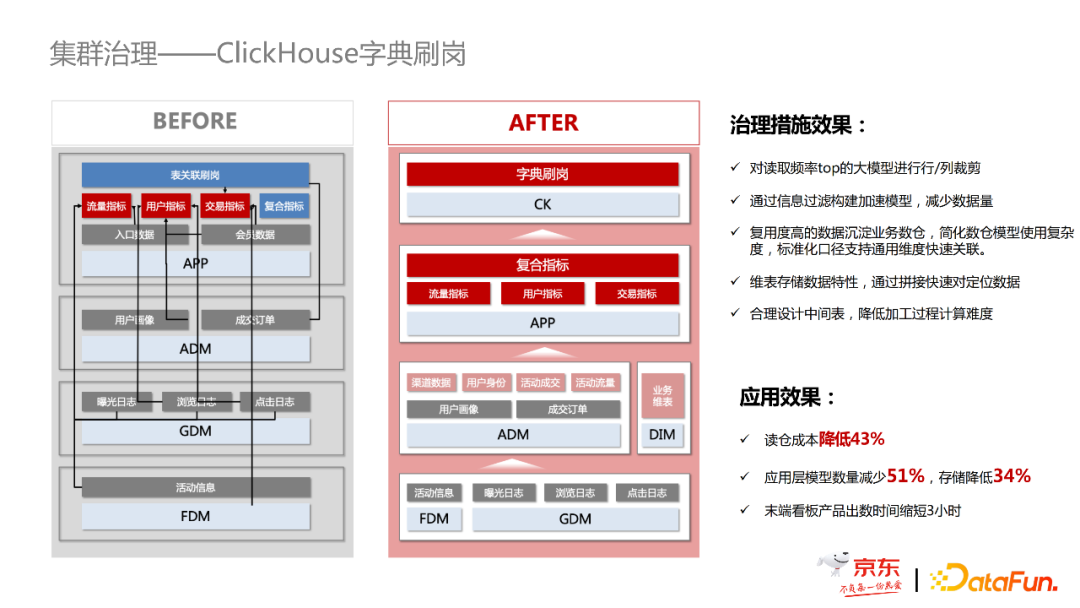 集群治理——ClickHouse字典刷岗
BEFORE
表关联刷岗
流量指标 用户指标 交易指标 复合指标
入口数据 会员数据
APP
用户画像 成交订单
ADM
曝光日志 浏览日志 点击日志
GDM
活动信息
FDM
AFTER
字典刷岗
CK
复合指标
流量指标 用户指标 交易指标
APP
渠道数据 用户身份 活动成交 活动流量
用户画像 成交订单
ADM
业务
维表
DIM
活动信息 曝光日志 浏览日志 点击日志
FDM GDM
治理措施效果：
✓ 对读取频率top的大模型进行行/列裁剪
✓ 通过信息过滤构建加速模型，减少数据量
✓ 复用度高的数据沉淀业务数仓，简化数仓模型使用复杂
度，标准化口径支持通用维度快速关联。
✓ 维表存储数据特性，通过拼接快速对定位数据
✓ 合理设计中间表，降低加工过程计算难度
应用效果：
✓ 读仓成本降低43%
✓ 应用层模型数量减少51%，存储降低34%
✓ 末端看板产品出数时间缩短3小时
京东
不负每一份热爱
DataFun.